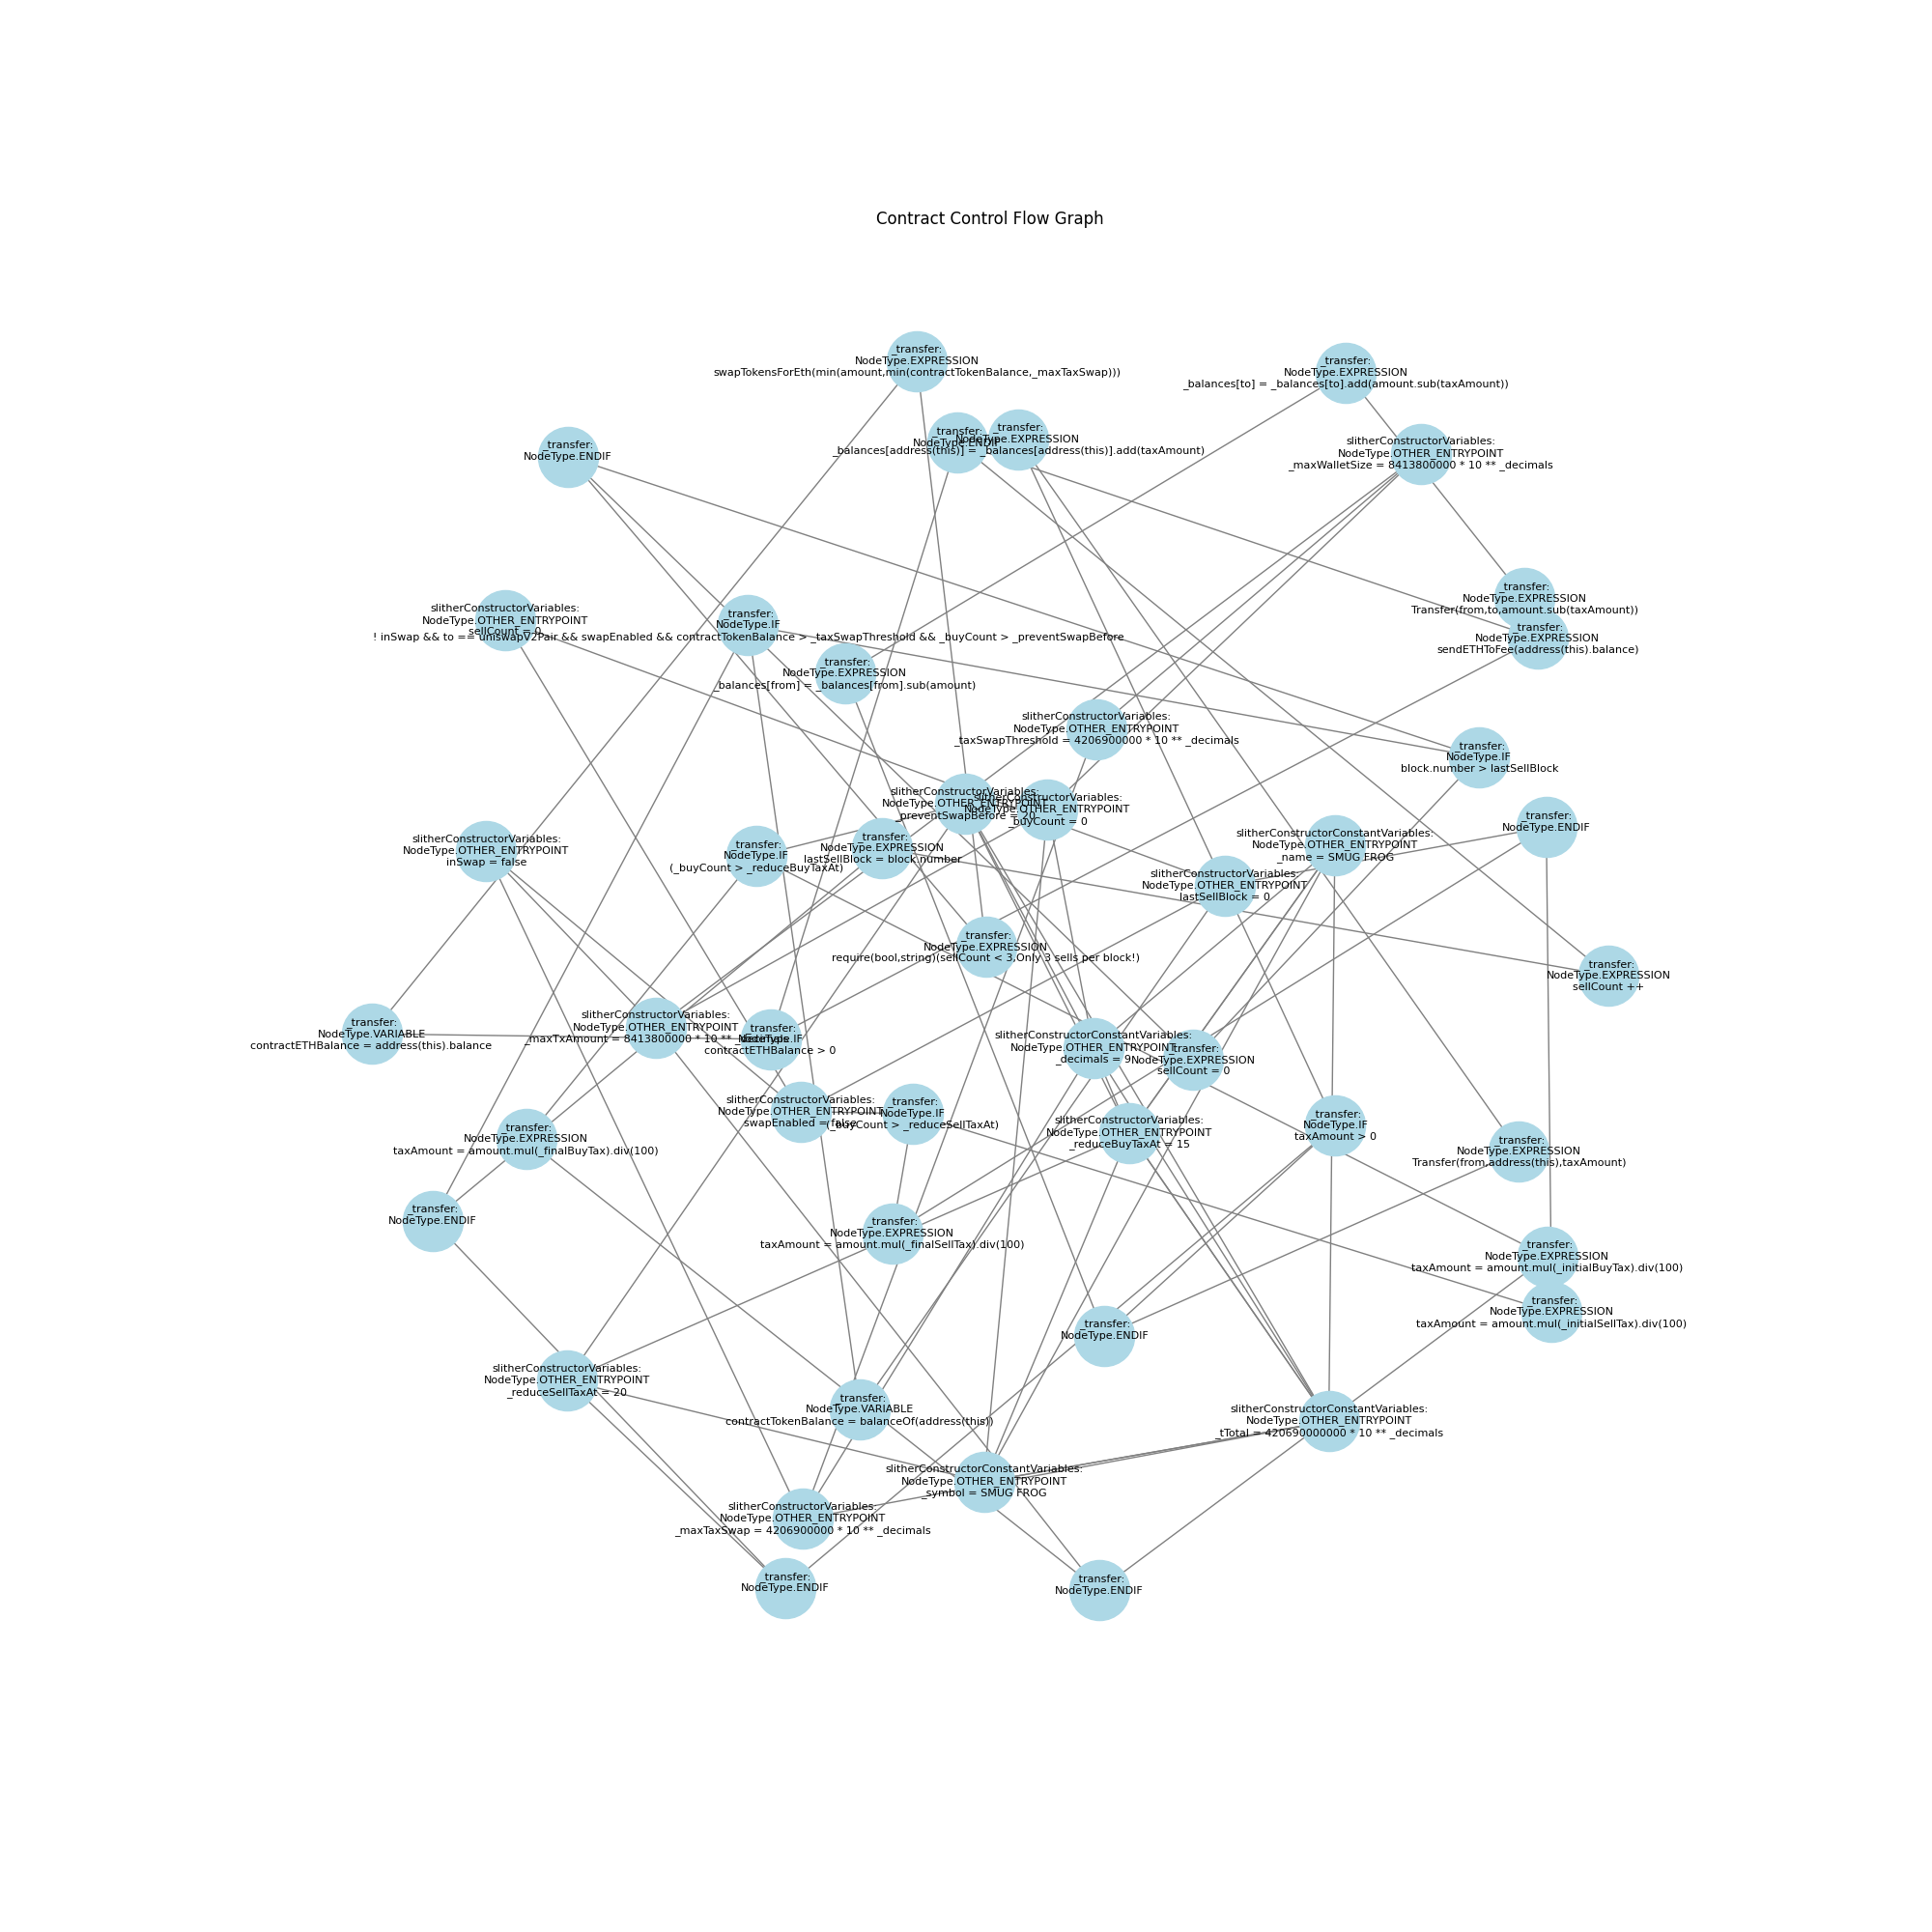 Contract Control Flow Graph
_transfer:
NodeType.EXPRESSION
swapTokensForEth(min(amount,min(contractTokenBalance,_maxTaxSwap)))
_transfer:
NodeType.EXPRESSION
_balances[to] = _balances[to].add(amount.sub(taxAmount))
_transfer:
NodeType.ENDIF
_transfer:
NodeType.ENDIF
_transfer:
NodeType.EXPRESSION
_balances[address(this)] = _balances[address(this)].add(taxAmount)
slitherConstructorVariables:
NodeType.OTHER_ENTRYPOINT
_maxWalletSize = 8413800000 * 10 ** _decimals
_transfer:
NodeType.EXPRESSION
Transfer(from,to,amount.sub(taxAmount))
slitherConstructorVariables:
NodeType.OTHER_ENTRYPOINT
sellCount = 0
_transfer:
NodeType.IF
! inSwap && to == uniswapV2Pair && swapEnabled && contractTokenBalance > _taxSwapThreshold && _buyCount > _preventSwapBefore
_transfer:
NodeType.EXPRESSION
sendETHToFee(address(this).balance)
_transfer:
NodeType.EXPRESSION
_balances[from] = _balances[from].sub(amount)
slitherConstructorVariables:
NodeType.OTHER_ENTRYPOINT
_taxSwapThreshold = 4206900000 * 10 ** _decimals
_transfer:
NodeType.IF
block.number > lastSellBlock
slitherConstructorVariables:
NodeType.OTHER_ENTRYPOINT
_preventSwapBefore = 20
slitherConstructorVariables:
NodeType.OTHER_ENTRYPOINT
_buyCount = 0
_transfer:
NodeType.ENDIF
slitherConstructorVariables:
NodeType.OTHER_ENTRYPOINT
inSwap = false
_transfer:
NodeType.IF
(_buyCount > _reduceBuyTaxAt)
_transfer:
NodeType.EXPRESSION
lastSellBlock = block.number
slitherConstructorConstantVariables:
NodeType.OTHER_ENTRYPOINT
_name = SMUG FROG
slitherConstructorVariables:
NodeType.OTHER_ENTRYPOINT
lastSellBlock = 0
_transfer:
NodeType.EXPRESSION
require(bool,string)(sellCount < 3,Only 3 sells per block!)
_transfer:
NodeType.EXPRESSION
sellCount ++
_transfer:
NodeType.VARIABLE
contractETHBalance = address(this).balance
slitherConstructorVariables:
NodeType.OTHER_ENTRYPOINT
_maxTxAmount = 8413800000 * 10 ** _decimals
_transfer:
NodeType.IF
contractETHBalance > 0
slitherConstructorConstantVariables:
NodeType.OTHER_ENTRYPOINT
_decimals = 9
_transfer:
NodeType.EXPRESSION
sellCount = 0
slitherConstructorVariables:
NodeType.OTHER_ENTRYPOINT
swapEnabled = false
_transfer:
NodeType.IF
(_buyCount > _reduceSellTaxAt)
slitherConstructorVariables:
NodeType.OTHER_ENTRYPOINT
_reduceBuyTaxAt = 15
_transfer:
NodeType.IF
taxAmount > 0
_transfer:
NodeType.EXPRESSION
taxAmount = amount.mul(_finalBuyTax).div(100)
_transfer:
NodeType.EXPRESSION
Transfer(from,address(this),taxAmount)
_transfer:
NodeType.ENDIF
_transfer:
NodeType.EXPRESSION
taxAmount = amount.mul(_finalSellTax).div(100)
_transfer:
NodeType.EXPRESSION
taxAmount = amount.mul(_initialBuyTax).div(100)
_transfer:
NodeType.EXPRESSION
taxAmount = amount.mul(_initialSellTax).div(100)
_transfer:
NodeType.ENDIF
slitherConstructorVariables:
NodeType.OTHER_ENTRYPOINT
_reduceSellTaxAt = 20
_transfer:
NodeType.VARIABLE
contractTokenBalance = balanceOf(address(this))
slitherConstructorConstantVariables:
NodeType.OTHER_ENTRYPOINT
_tTotal = 420690000000 * 10 ** _decimals
slitherConstructorConstantVariables:
NodeType.OTHER_ENTRYPOINT
_symbol = SMUG FROG
slitherConstructorVariables:
NodeType.OTHER_ENTRYPOINT
_maxTaxSwap = 4206900000 * 10 ** _decimals
_transfer:
NodeType.ENDIF
_transfer:
NodeType.ENDIF